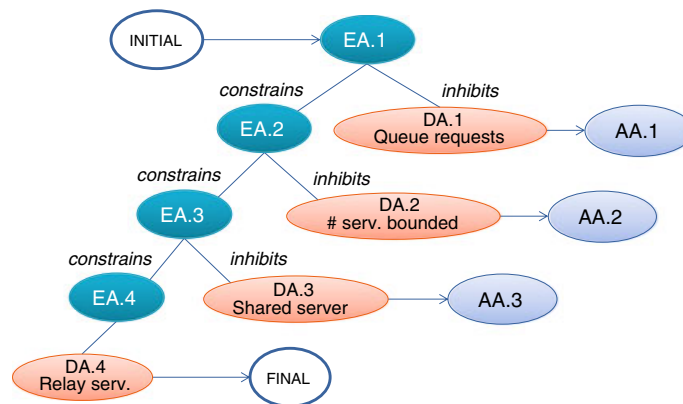 INITIAL
EA.1
constrains
inhibits
EA.2
DA.1
Queue requests
AA.1
constrains
inhibits
EA.3
DA.2
# serv. bounded
AA.2
constrains
inhibits
EA.4
DA.3
Shared server
AA.3
DA.4
Relay serv.
FINAL